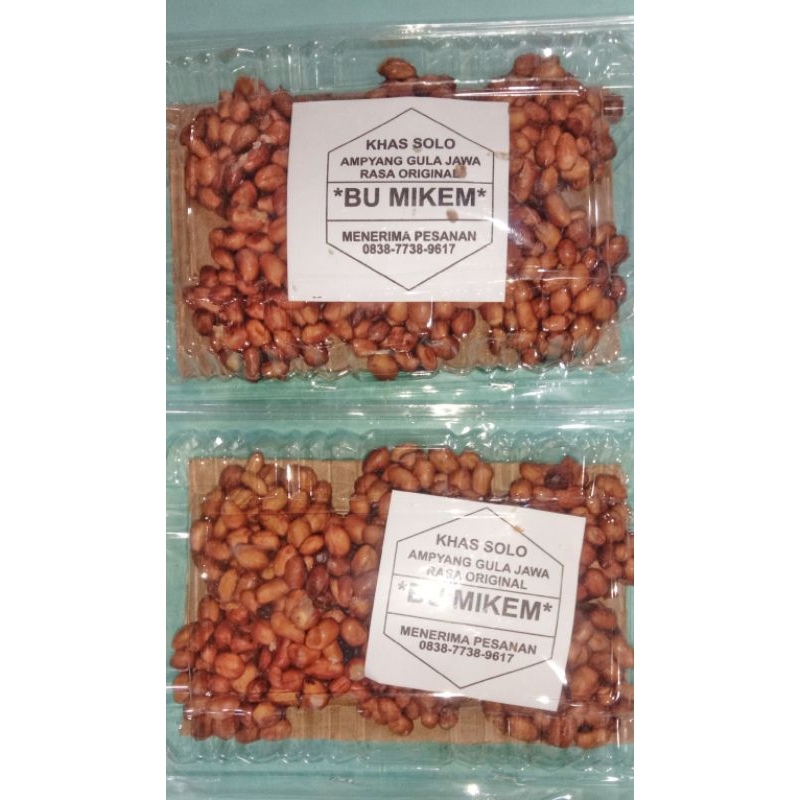 KHAS SOLO
AMPYANG GULA JAWA
RASA ORIGINAL
*BU MIKEM*
MENERIMA PESANAN
0838-7738-9617
KHAS SOLO
AMPYANG GULA JAWA
RASA ORIGINAL
*BU MIKEM*
MENERIMA PESANAN
0838-7738-9617